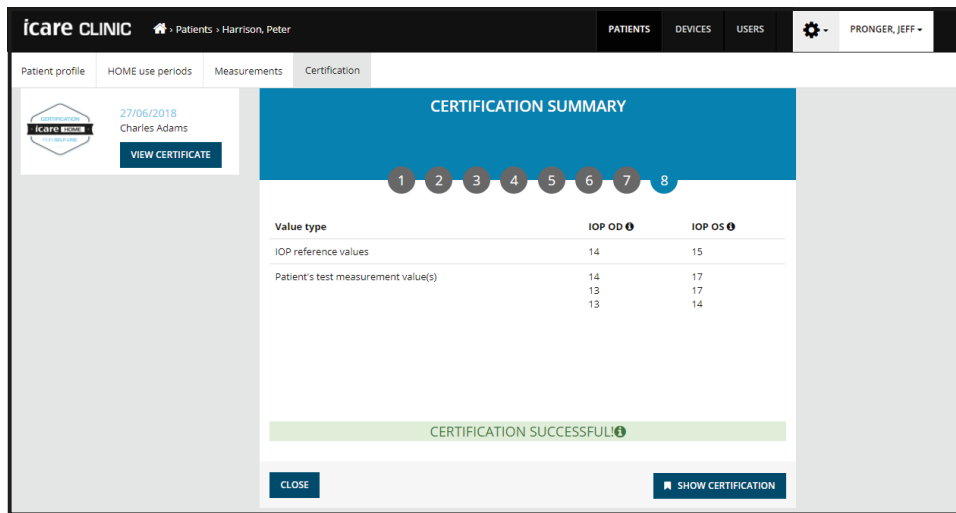 icare CLINIC › Patients › Harrison, Peter PATIENTS DEVICES USERS PRONGER, JEFF
Patient profile HOME use periods Measurements Certification
CERTIFICATION
icare HOME
FOR SELF-USE
27/06/2018
Charles Adams
VIEW CERTIFICATE
CERTIFICATION SUMMARY
1 2 3 4 5 6 7 8
Value type IOP OD IOP OS
IOP reference values 14 15
Patient's test measurement value(s) 14 17
13 17
13 14
CERTIFICATION SUCCESSFUL!
CLOSE SHOW CERTIFICATION